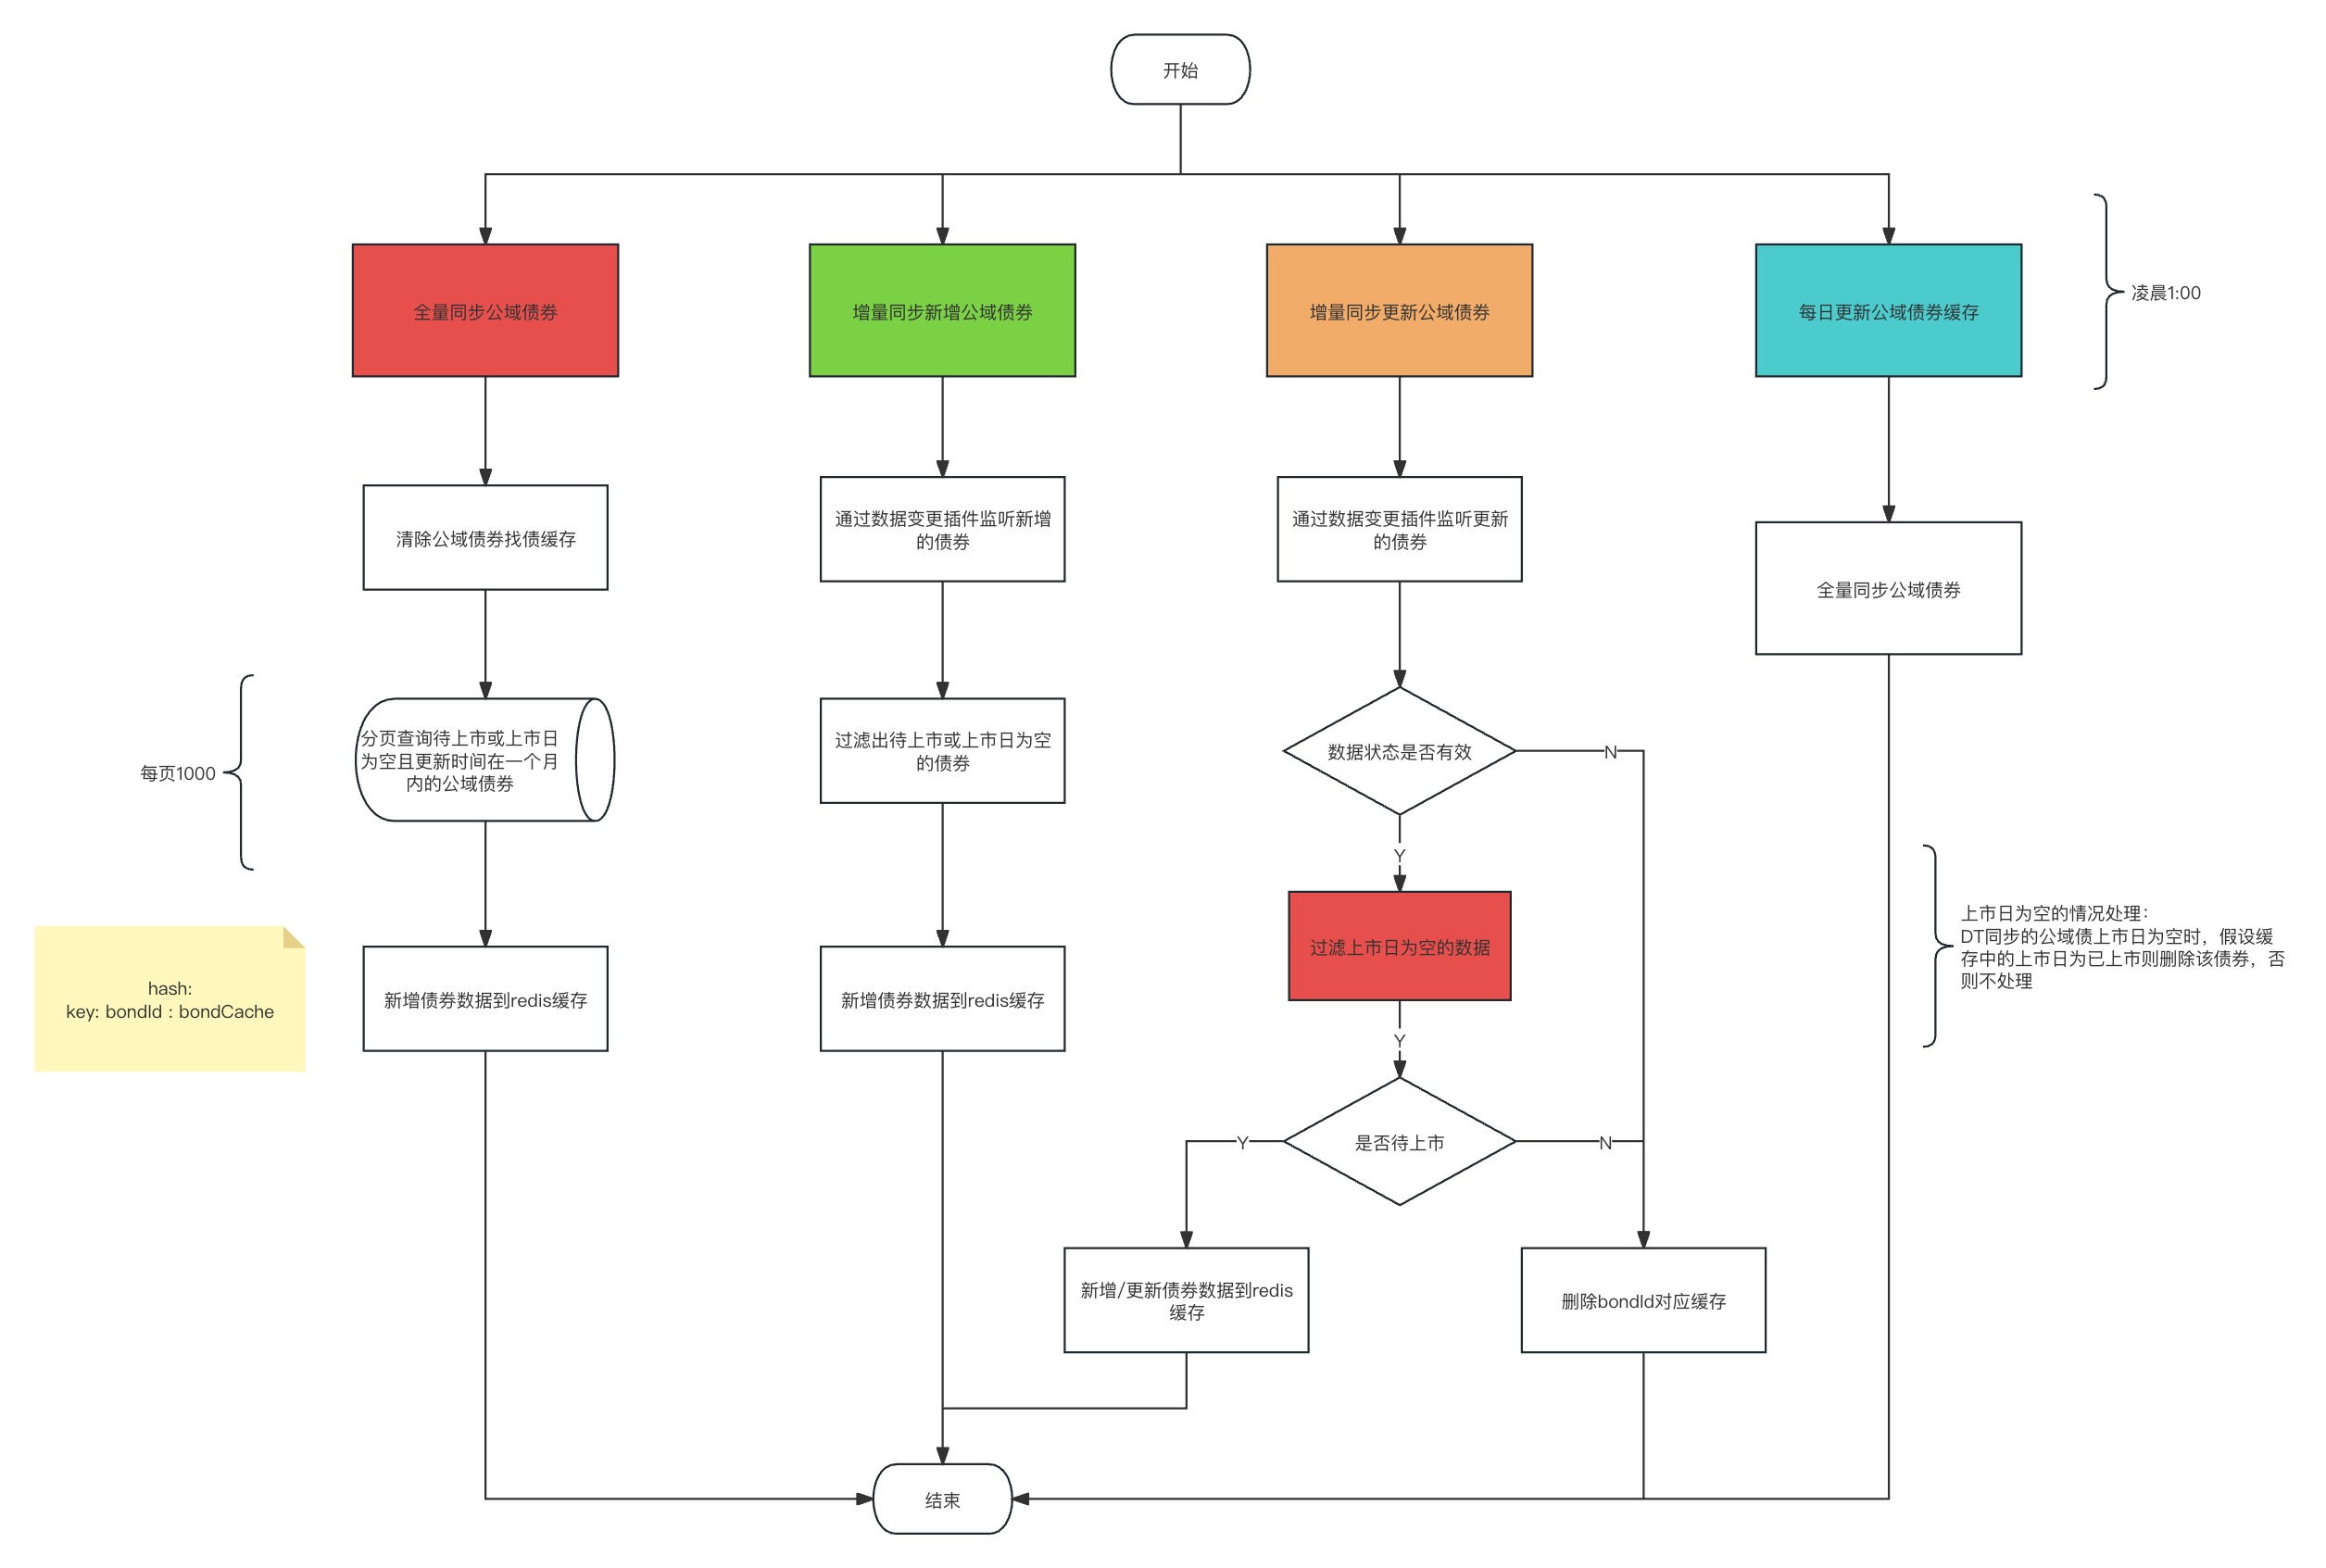 开始
全量同步公域债券
增量同步新增公域债券
增量同步更新公域债券
每日更新公域债券缓存
凌晨1:00
清除公域债券找债缓存
通过数据变更插件监听新增
的债券
通过数据变更插件监听更新
的债券
全量同步公域债券
每页1000
分页查询待上市或上市日
为空且更新时间在一个月
内的公域债券
过滤出待上市或上市日为空
的债券
数据状态是否有效
N
Y
过滤上市日为空的数据
上市日为空的情况处理：
DT同步的公域债上市日为空时，假设缓
存中的上市日为已上市则删除该债券，否
则不处理
hash:
key: bondId : bondCache
新增债券数据到redis缓存
新增债券数据到redis缓存
Y
是否待上市
Y
N
新增/更新债券数据到redis
缓存
删除bondId对应缓存
结束